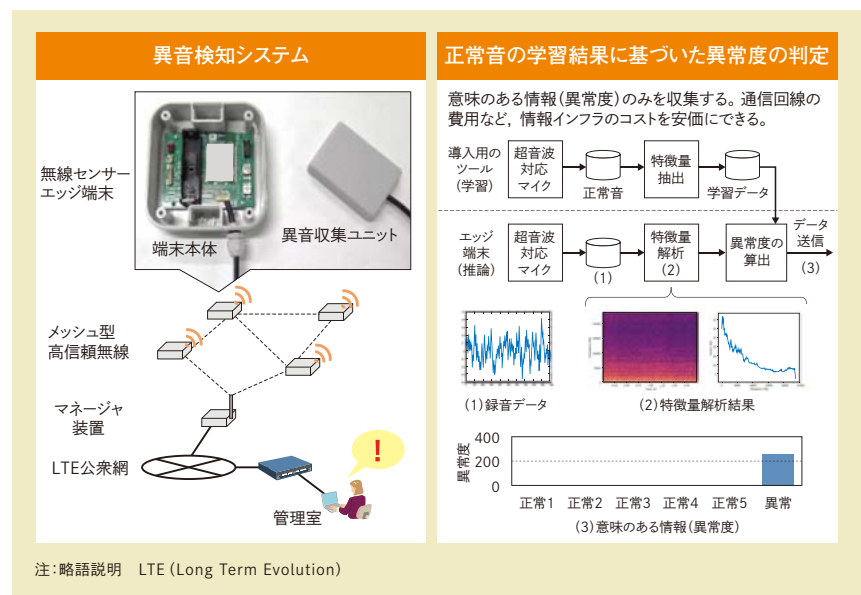 異音検知システム
無線センサー
エッジ端末
端末本体
異音収集ユニット
メッシュ型
高信頼無線
マネージャ
装置
LTE公衆網
!
管理室
正常音の学習結果に基づいた異常度の判定
意味のある情報(異常度)のみを収集する。通信回線の
費用など，情報インフラのコストを安価にできる。
導入用の
ツール
(学習)
超音波
対応
マイク
正常音
特徴量
抽出
学習データ
エッジ
端末
(推論)
超音波
対応
マイク
(1)
特徴量
解析
(2)
異常度の
算出
データ
送信
(3)
(1)録音データ
(2)特徴量解析結果
異常度
400
200
0
正常1 正常2 正常3 正常4 正常5 異常
(3)意味のある情報(異常度)
注：略語説明 LTE（Long Term Evolution）